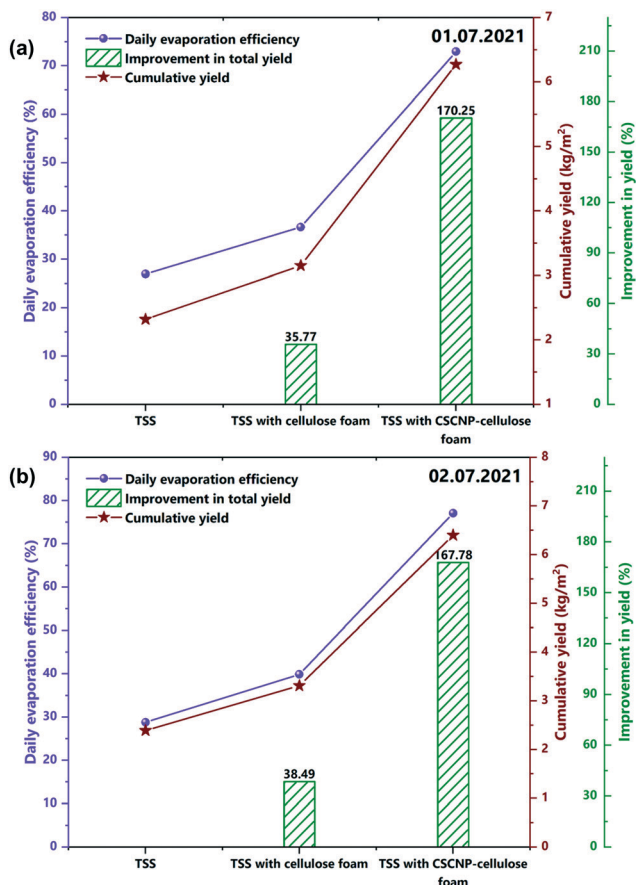 (a)
01.07.2021
Daily evaporation efficiency
Improvement in total yield
Cumulative yield
Daily evaporation efficiency (%)
80
70
60
50
40
30
20
10
0
35.77
170.25
TSS
TSS with cellulose foam
TSS with CSCNP-cellulose
foam
7
6
5
4
3
2
1
Cumulative yield (kg/m²)
210
180
150
120
90
60
30
0
Improvement in yield (%)
(b)
02.07.2021
Daily evaporation efficiency
Improvement in total yield
Cumulative yield
Daily evaporation efficiency (%)
90
80
70
60
50
40
30
20
10
0
38.49
167.78
TSS
TSS with cellulose foam
TSS with CSCNP-cellulose
foam
8
7
6
5
4
3
2
1
0
Cumulative yield (kg/m²)
210
180
150
120
90
60
30
0
Improvement in yield (%)